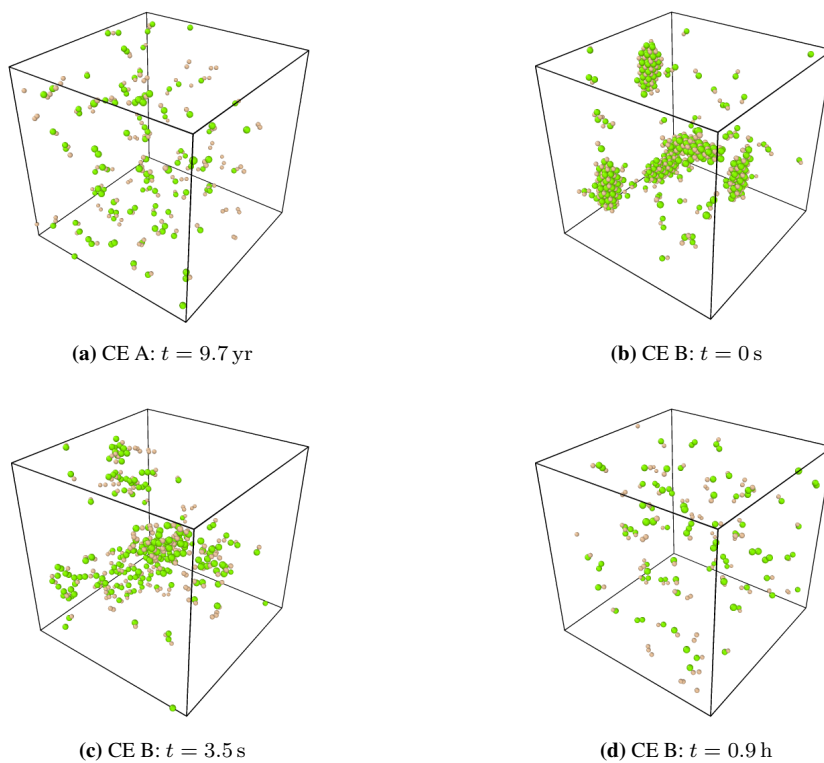 (a) CE A: t = 9.7 yr
(b) CE B: t = 0 s
(c) CE B: t = 3.5 s
(d) CE B: t = 0.9 h